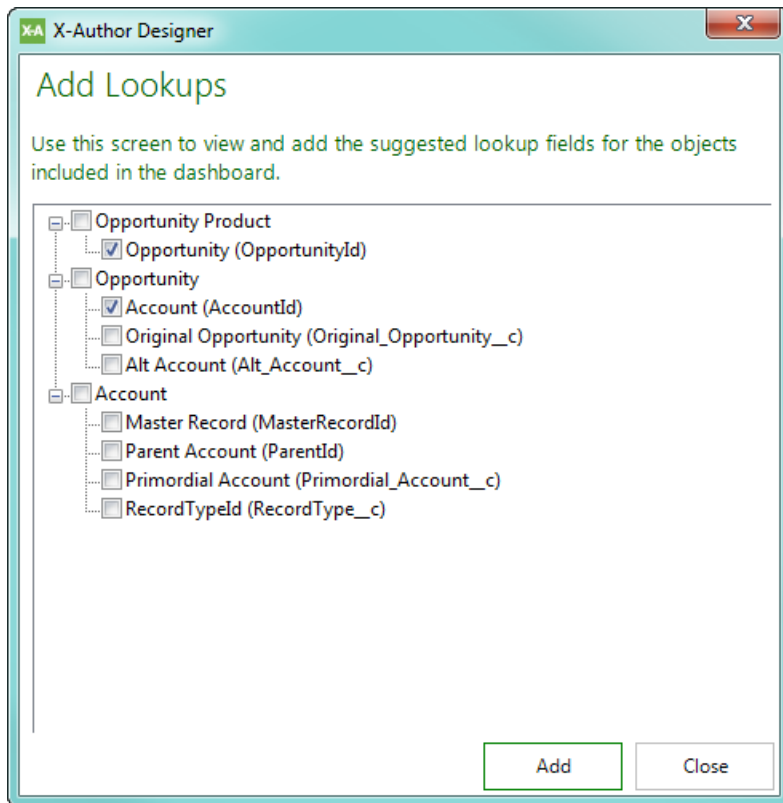 X-A X-Author Designer
Add Lookups
Use this screen to view and add the suggested lookup fields for the objects
included in the dashboard.
Opportunity Product
Opportunity (OpportunityId)
Opportunity
Account (AccountId)
Original Opportunity (Original_Opportunity__c)
Alt Account (Alt_Account__c)
Account
Master Record (MasterRecordId)
Parent Account (ParentId)
Primordial Account (Primordial_Account__c)
RecordTypeId (RecordType__c)
Add Close